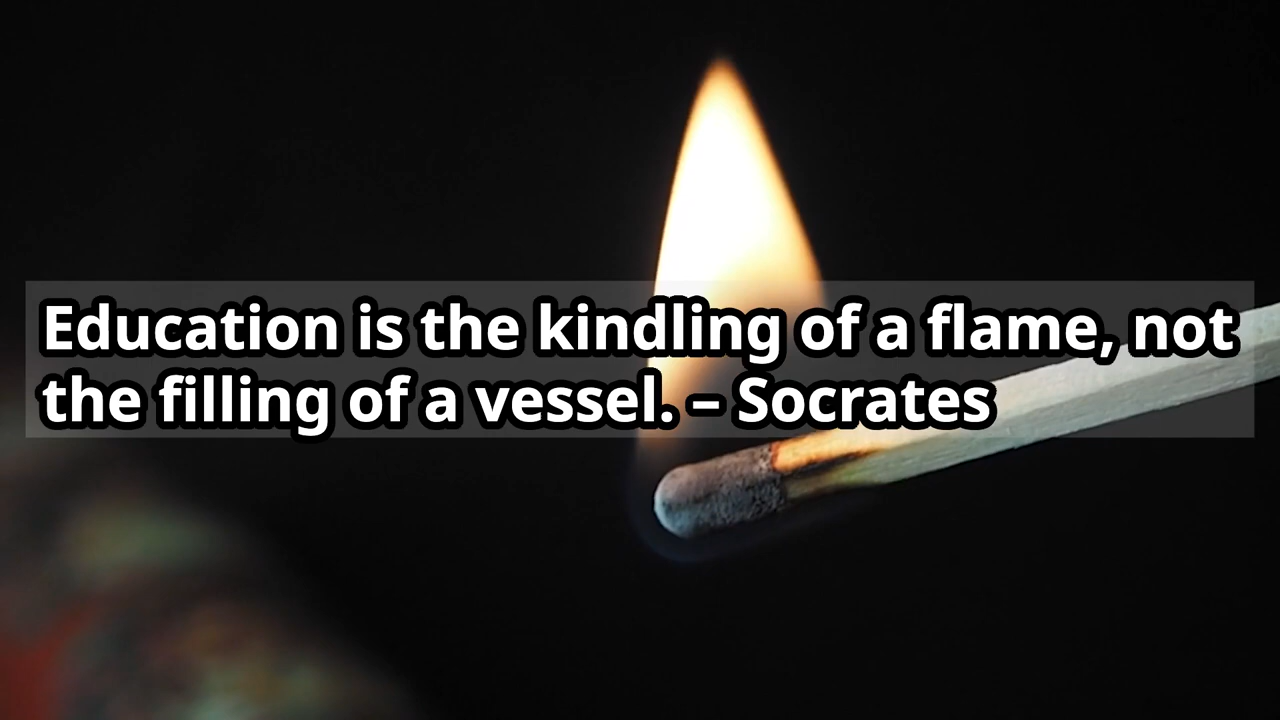 Education is the kindling of a flame, not
the filling of a vessel. – Socrates